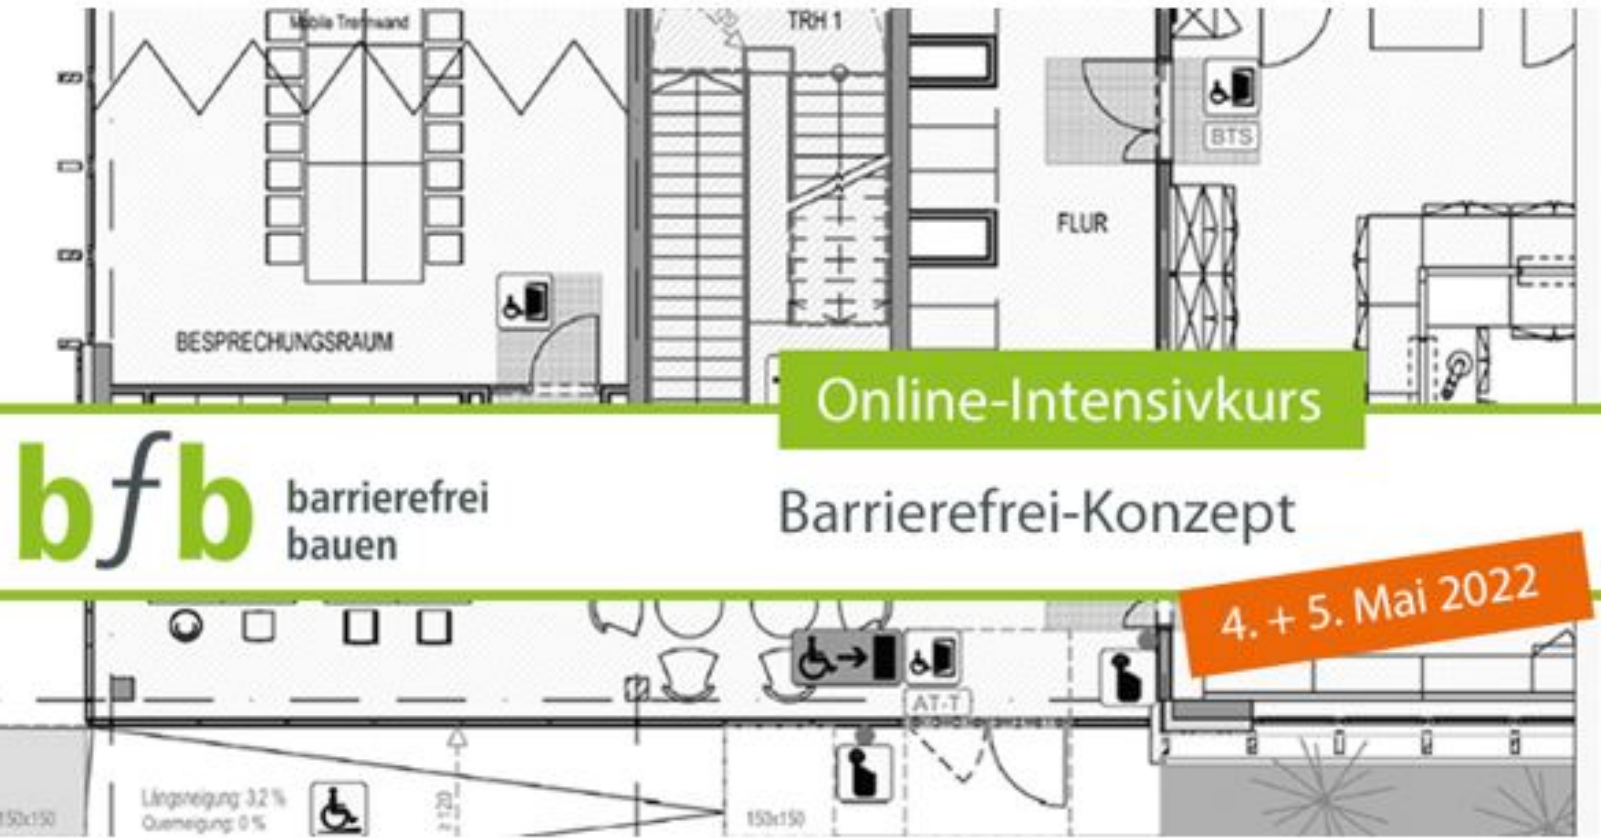 Mobile Trennwand
TRH 1
BTS
FLUR
BESPRECHUNGSRAUM
Online-Intensivkurs
bfb barrierefrei
bauen
Barrierefrei-Konzept
4. + 5. Mai 2022
AT-T
Längsneigung: 3,2 %
Querneigung: 0 %
≥ 120
150x150
150x150